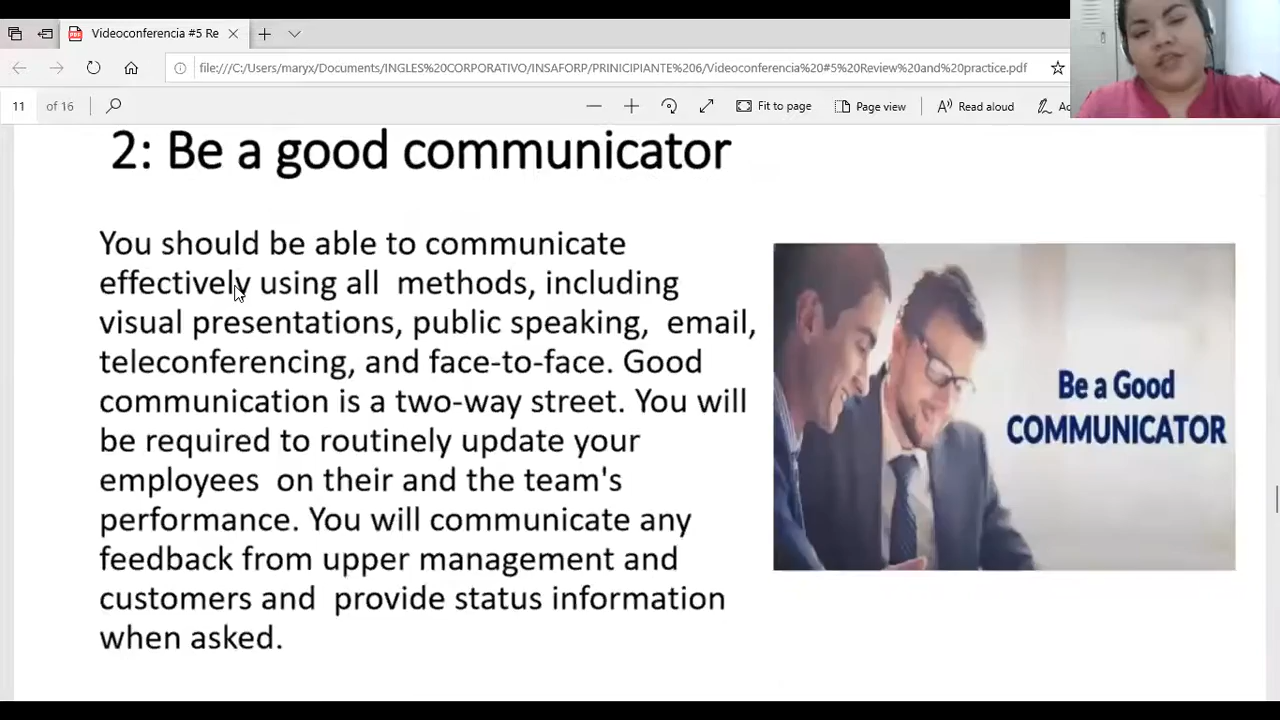 Videoconferencia #5 Re
file:///C:/Users/maryx/Documents/INGLES%20CORPORATIVO/INSAFORP/PRINICIPIANTE%206/Videoconferencia%20#5%20Review%20and%20practice.pdf
11 of 16
Fit to page
Page view
Read aloud
2: Be a good communicator
You should be able to communicate
effectively using all methods, including
visual presentations, public speaking, email,
teleconferencing, and face-to-face. Good
communication is a two-way street. You will
be required to routinely update your
employees on their and the team's
performance. You will communicate any
feedback from upper management and
customers and provide status information
when asked.
Be a Good
COMMUNICATOR